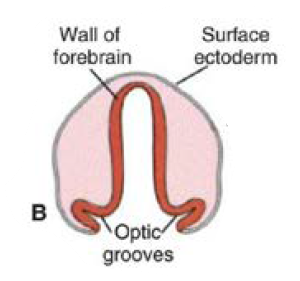 Wall of
forebrain
Surface
ectoderm
B
Optic
grooves